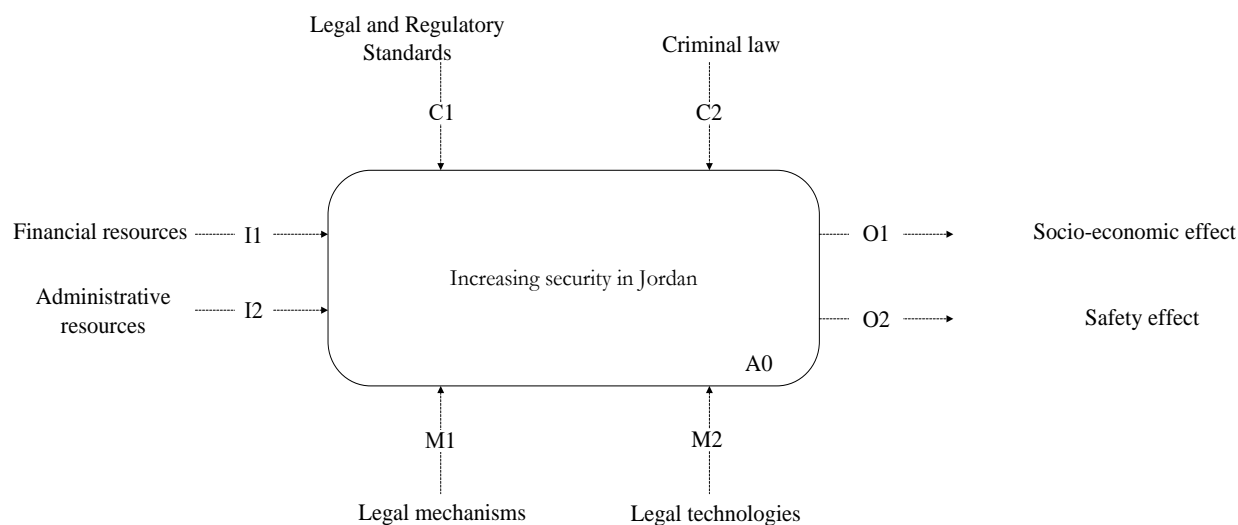 Legal and Regulatory
Standards
Criminal law
C1
C2
Financial resources
I1
O1
Socio-economic effect
Increasing security in Jordan
Administrative
resources
I2
O2
Safety effect
A0
M1
M2
Legal mechanisms
Legal technologies